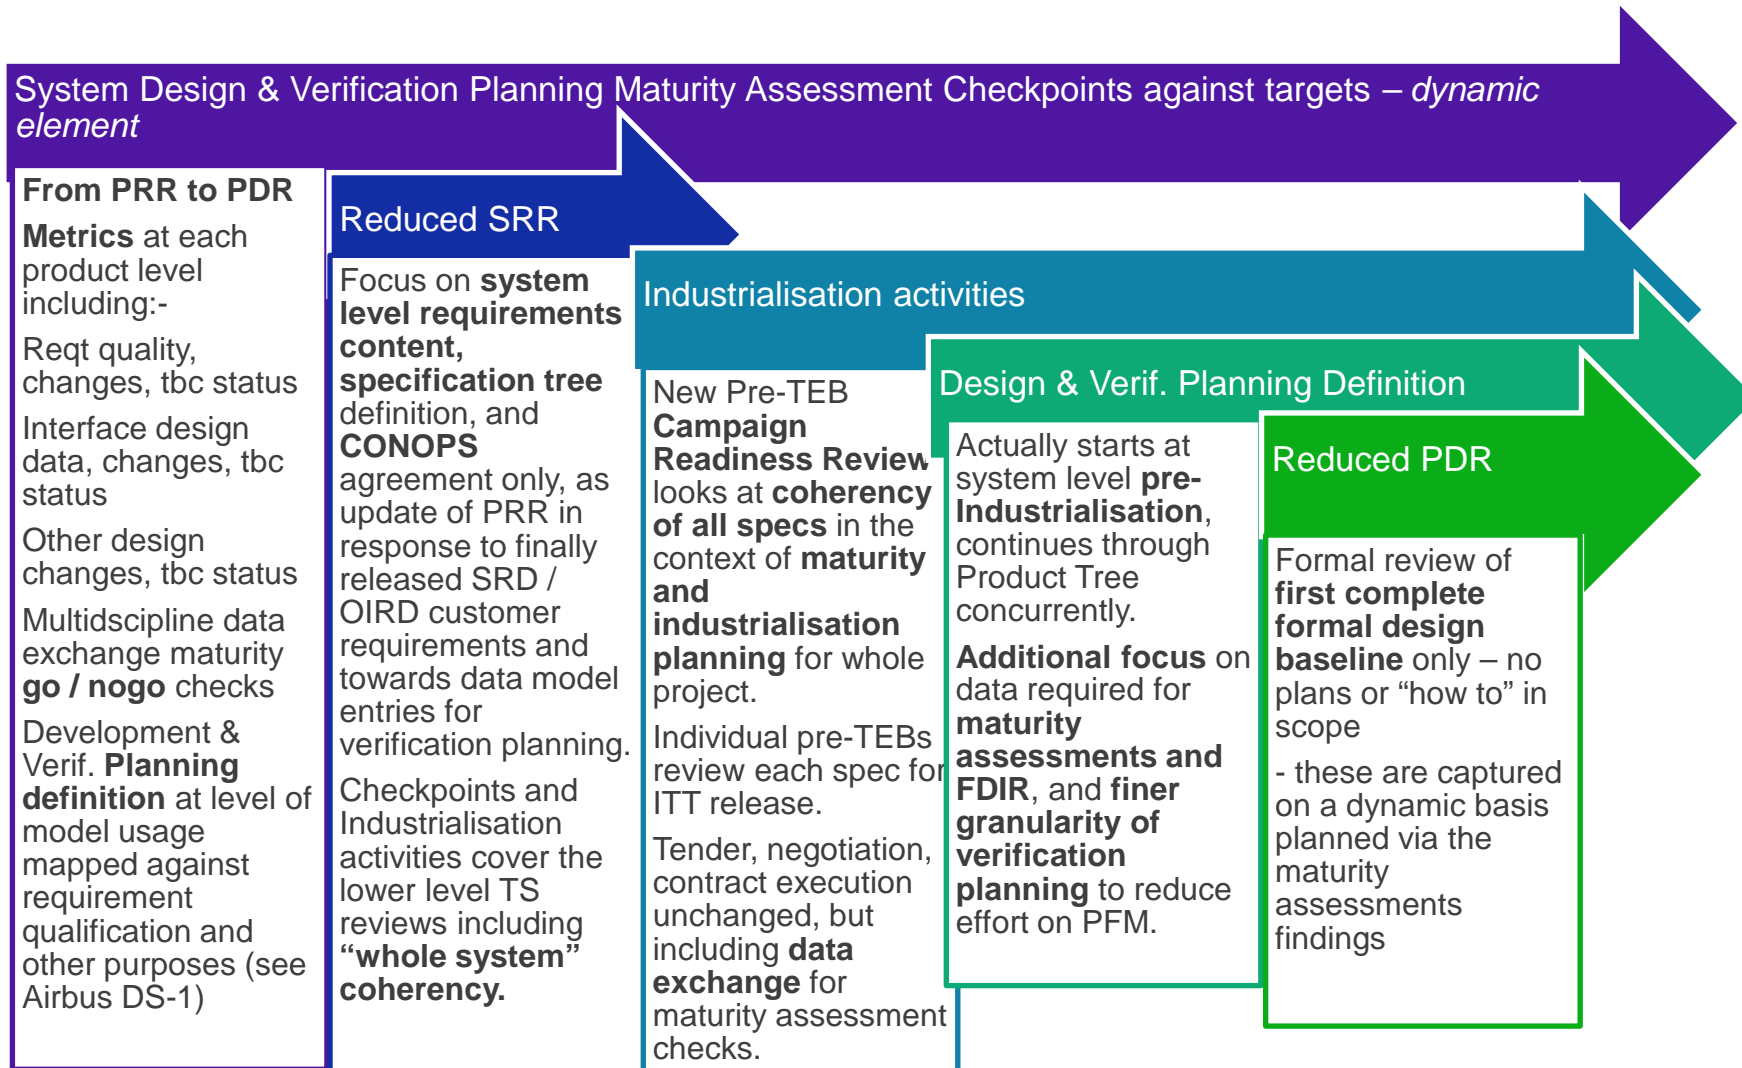 System Design & Verification Planning Maturity Assessment Checkpoints against targets – dynamic
element
From PRR to PDR
Metrics at each
product level
including:-
Reqt quality,
changes, tbc status
Interface design
data, changes, tbc
status
Other design
changes, tbc status
Multidscipline data
exchange maturity
go / nogo checks
Development &
Verif. Planning
definition at level of
model usage
mapped against
requirement
qualification and
other purposes (see
Airbus DS-1)
Reduced SRR
Focus on system
level requirements
content,
specification tree
definition, and
CONOPS
agreement only, as
update of PRR in
response to finally
released SRD /
OIRD customer
requirements and
towards data model
entries for
verification planning.
Checkpoints and
Industrialisation
activities cover the
lower level TS
reviews including
“whole system”
coherency.
Industrialisation activities
New Pre-TEB
Campaign
Readiness Review
looks at coherency
of all specs in the
context of maturity
and
industrialisation
planning for whole
project.
Individual pre-TEBs
review each spec for
ITT release.
Tender, negotiation,
contract execution
unchanged, but
including data
exchange for
maturity assessment
checks.
Design & Verif. Planning Definition
Actually starts at
system level pre-
Industrialisation,
continues through
Product Tree
concurrently.
Additional focus on
data required for
maturity
assessments and
FDIR, and finer
granularity of
verification
planning to reduce
effort on PFM.
Reduced PDR
Formal review of
first complete
formal design
baseline only – no
plans or “how to” in
scope
- these are captured
on a dynamic basis
planned via the
maturity
assessments
findings